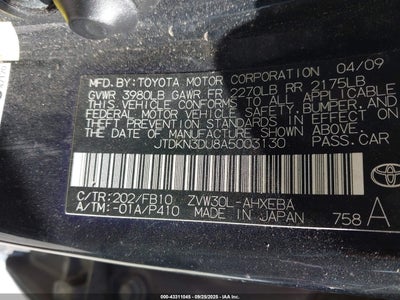 MFD.BY:TOYOTA MOTOR CORPORATION 04/09
GVWR 3980LB GAWR FR 2270LB RR 2175LB
THIS VEHICLE CONFORMS TO ALL APPLICABLE
FEDERAL MOTOR VEHICLE SAFETY, BUMPER, AND
THEFT PREVENTION STANDARDS IN EFFECT ON
THE DATE OF MANUFACTURE SHOWN ABOVE.
JTDKN3DU8A5003130 PASS.CAR
C/TR:202/FB10 ZVW30L-AHXEBA
A/TM:-01A/P410 MADE IN JAPAN
758 A
TOYOTA
© 000-43311045 - 09/25/2025 - IAAI.COM